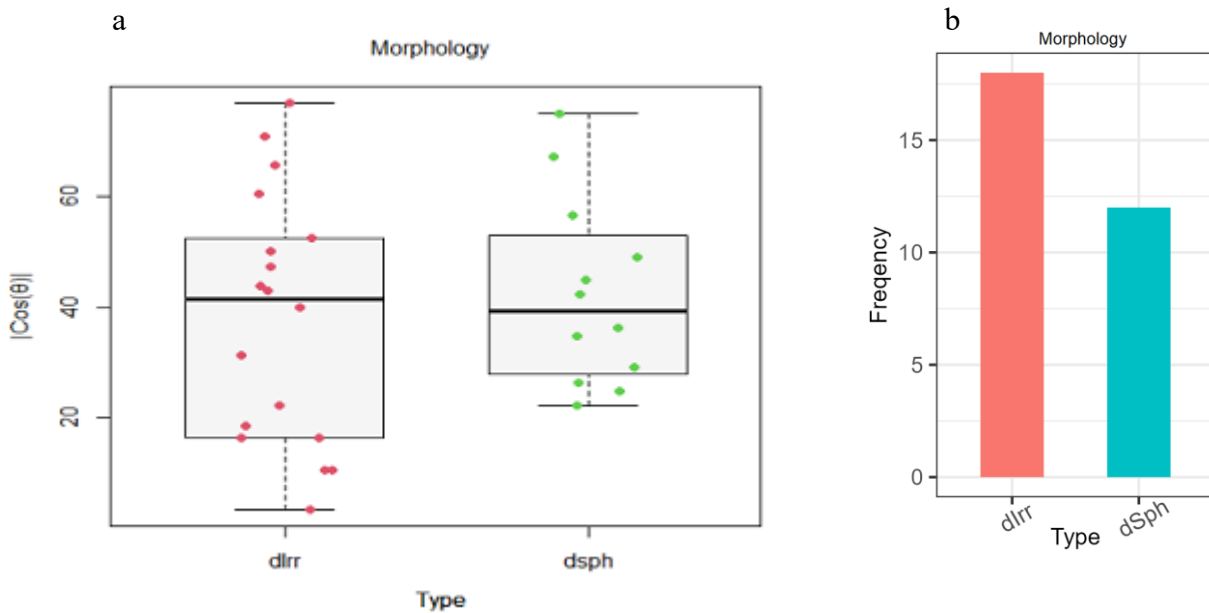 a
Morphology
|Cos(θ)|
60
40
20
dIrr
dsph
Type
b
Morphology
Freqency
15
10
5
0
dIrr
dSph
Type